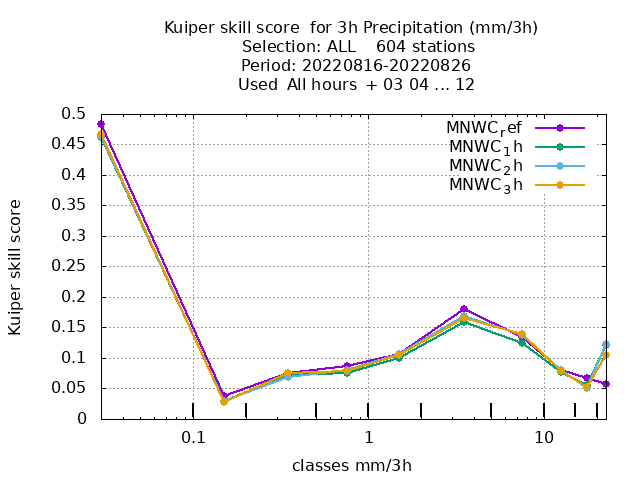 Kuiper skill score  for 3h Precipitation (mm/3h)
Selection: ALL    604 stations
Period: 20220816-20220826
Used  All hours  + 03 04 ... 12
MNWC_ref
MNWC_1h
MNWC_2h
MNWC_3h
0.5
0.45
0.4
0.35
0.3
0.25
0.2
0.15
0.1
0.05
0
Kuiper skill score
0.1 1 10
classes mm/3h